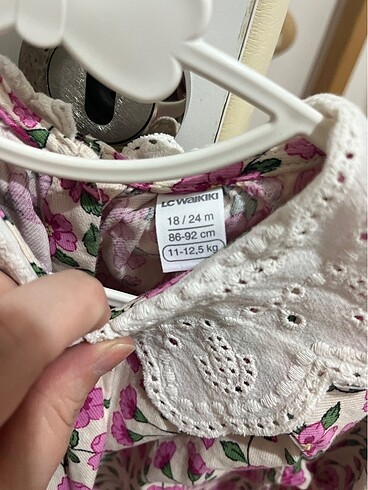 LC WAIKIKI
18 / 24 m
86-92 cm
11-12,5 kg